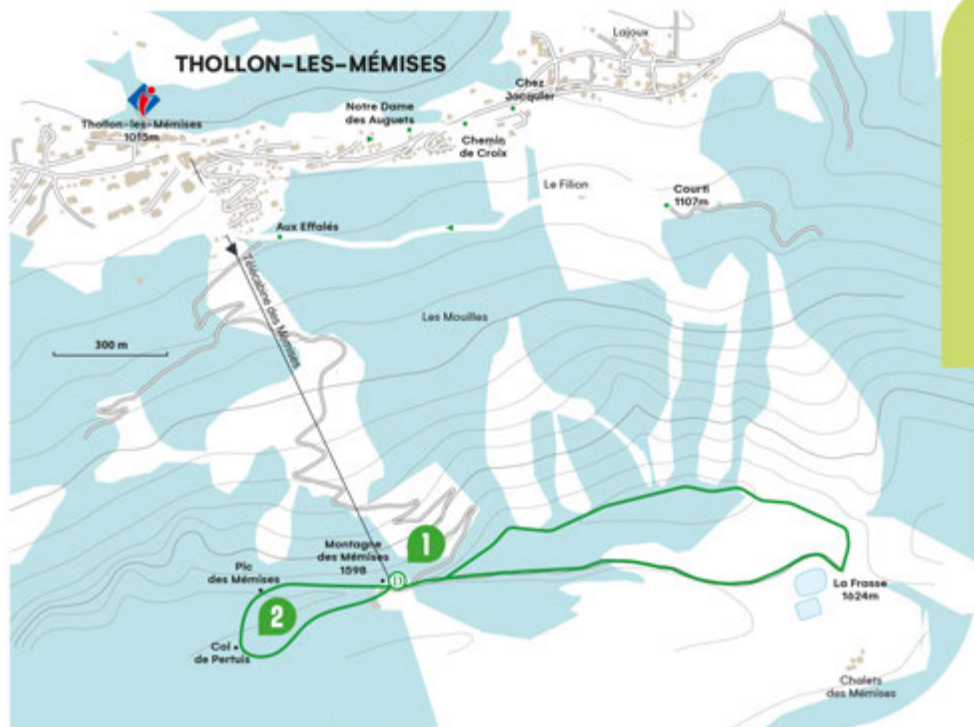 THOLLON-LES-MÉMISES
Lajoux
Chez
Jacquier
Thollon-les-Mémises
1015m
Notre Dame
des Auguets
Chemin
de Croix
Le Filion
Courti
1107m
Aux Effalés
Télécabine des Mémises
Les Mouilles
300 m
1
Montagne
des Mémises
1598
D
Pic
des Mémises
2
La Frasse
1624m
Col
de Pertuis
Chalets
des Mémises